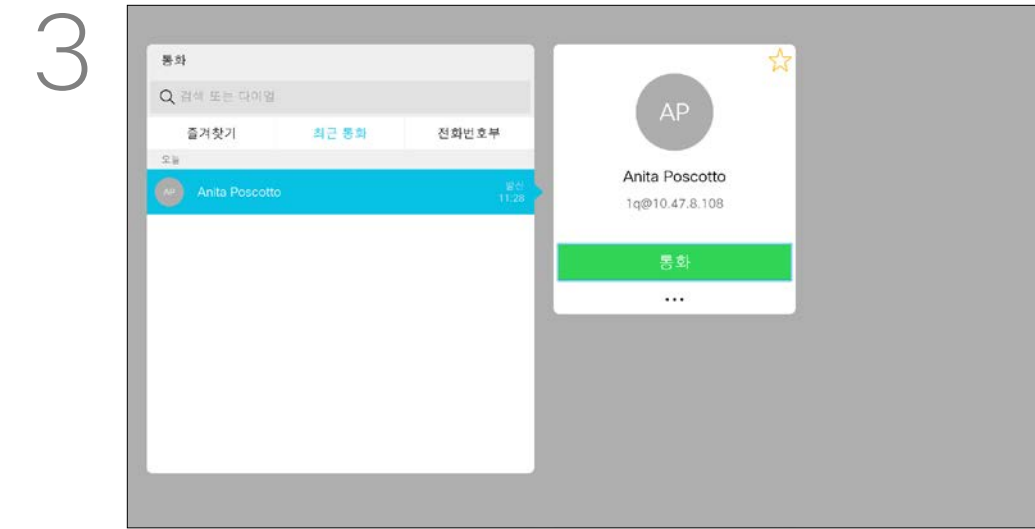 3
통화
검색 또는 다이얼
즐겨찾기 최근 통화 전화번호부
오늘
AP Anita Poscotto 발신
11:28
AP
Anita Poscotto
1q@10.47.8.108
통화
...